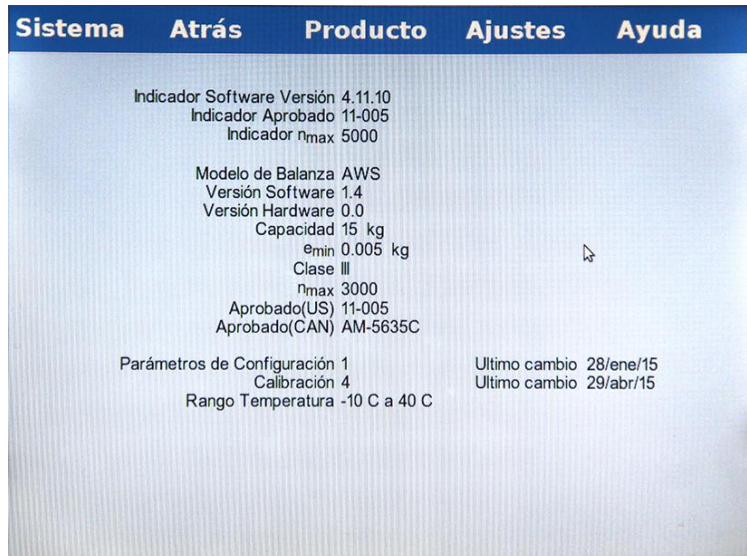 Sistema Atrás Producto Ajustes Ayuda
Indicador Software Versión 4.11.10
Indicador Aprobado 11-005
Indicador nmax 5000
Modelo de Balanza AWS
Versión Software 1.4
Versión Hardware 0.0
Capacidad 15 kg
emin 0.005 kg
Clase III
nmax 3000
Aprobado(US) 11-005
Aprobado(CAN) AM-5635C
Parámetros de Configuración 1 Ultimo cambio 28/ene/15
Calibración 4 Ultimo cambio 29/abr/15
Rango Temperatura -10 C a 40 C